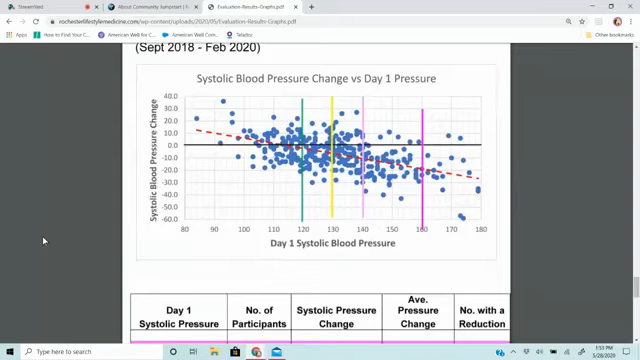 StreamYard
About Community Jumpstart | R
Evaluation-Results-Graphs.pdf
rochesterlifestylemedicine.com/wp-content/uploads/2020/05/Evaluation-Results-Graphs.pdf
Apps
How to Find Your C
American Well for C
Salesforce
American Well Com
Other bookmarks
(Sept 2018 - Feb 2020)
Systolic Blood Pressure Change vs Day 1 Pressure
Systolic Blood Pressure Change
40.0
30.0
20.0
10.0
0.0
-10.0
-20.0
-30.0
-40.0
-50.0
-60.0
80 90 100 110 120 130 140 150 160 170 180
Day 1 Systolic Blood Pressure
Day 1
Systolic Pressure
No. of
Participants
Systolic Pressure
Change
Ave.
Pressure
Change
No. with a
Reduction
Type here to search
1:53 PM
5/28/2020